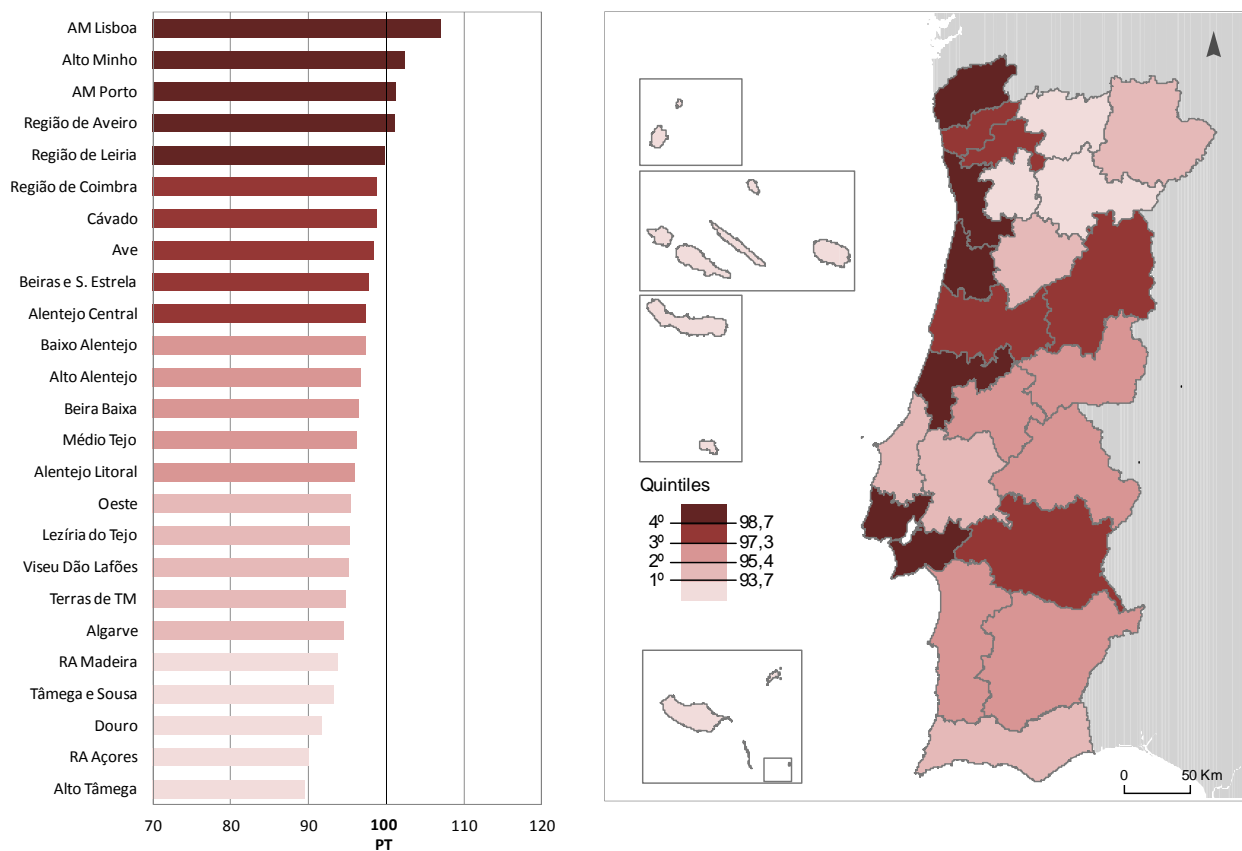 AM Lisboa
Alto Minho
AM Porto
Região de Aveiro
Região de Leiria
Região de Coimbra
Cávado
Ave
Beiras e S. Estrela
Alentejo Central
Baixo Alentejo
Alto Alentejo
Beira Baixa
Médio Tejo
Alentejo Litoral
Oeste
Lezíria do Tejo
Viseu Dão Lafões
Terras de TM
Algarve
RA Madeira
Tâmega e Sousa
Douro
RA Açores
Alto Tâmega
70 80 90 100 110 120
PT
Quintiles
4º 98,7
3º 97,3
2º 95,4
1º 93,7
0 50 Km